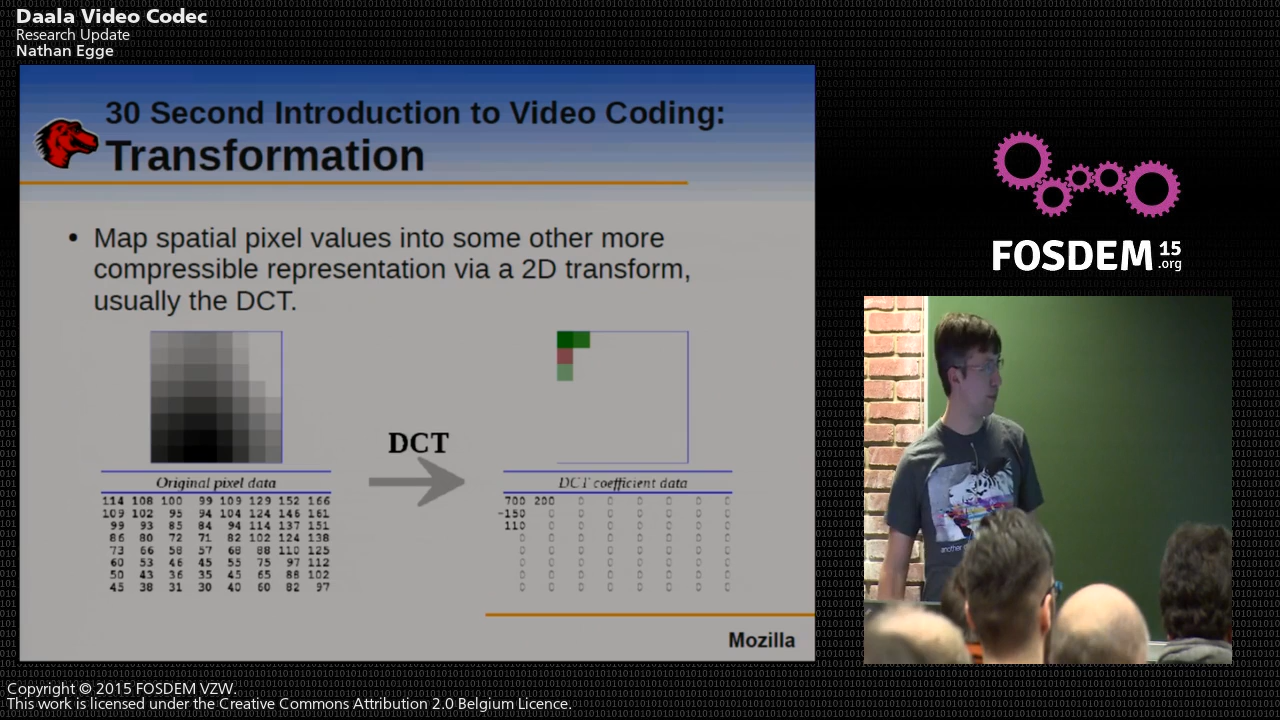 Daala Video Codec
Research Update
Nathan Egge
30 Second Introduction to Video Coding:
Transformation
• Map spatial pixel values into some other more
compressible representation via a 2D transform,
usually the DCT.
DCT
Original pixel data
114 108 100 99 109 129 152 166
109 102 95 94 104 124 146 161
99 93 85 84 94 114 137 151
86 80 72 71 82 102 124 138
73 66 58 57 68 88 110 125
60 53 46 45 55 75 97 112
50 43 36 35 45 65 88 102
45 38 31 30 40 60 82 97
DCT coefficient data
700 200 0 0 0 0 0 0
-150 0 0 0 0 0 0 0
110 0 0 0 0 0 0 0
0 0 0 0 0 0 0 0
0 0 0 0 0 0 0 0
0 0 0 0 0 0 0 0
0 0 0 0 0 0 0 0
0 0 0 0 0 0 0 0
Mozilla
FOSDEM 15
.org
another
Copyright © 2015 FOSDEM VZW.
This work is licensed under the Creative Commons Attribution 2.0 Belgium Licence.